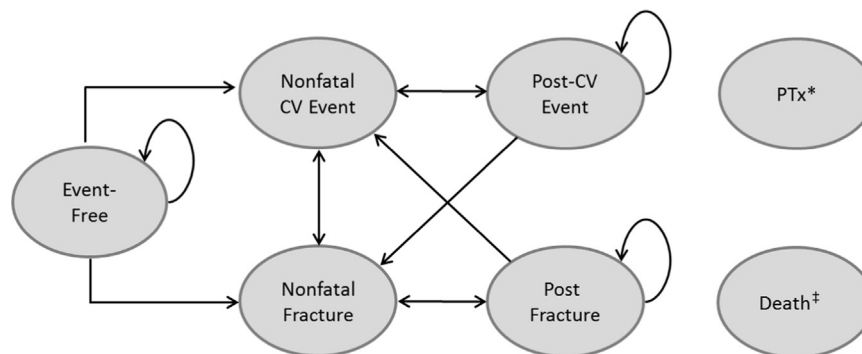 Nonfatal
CV Event
Post-CV
Event
PTx*
Event-
Free
Nonfatal
Fracture
Post
Fracture
Death‡